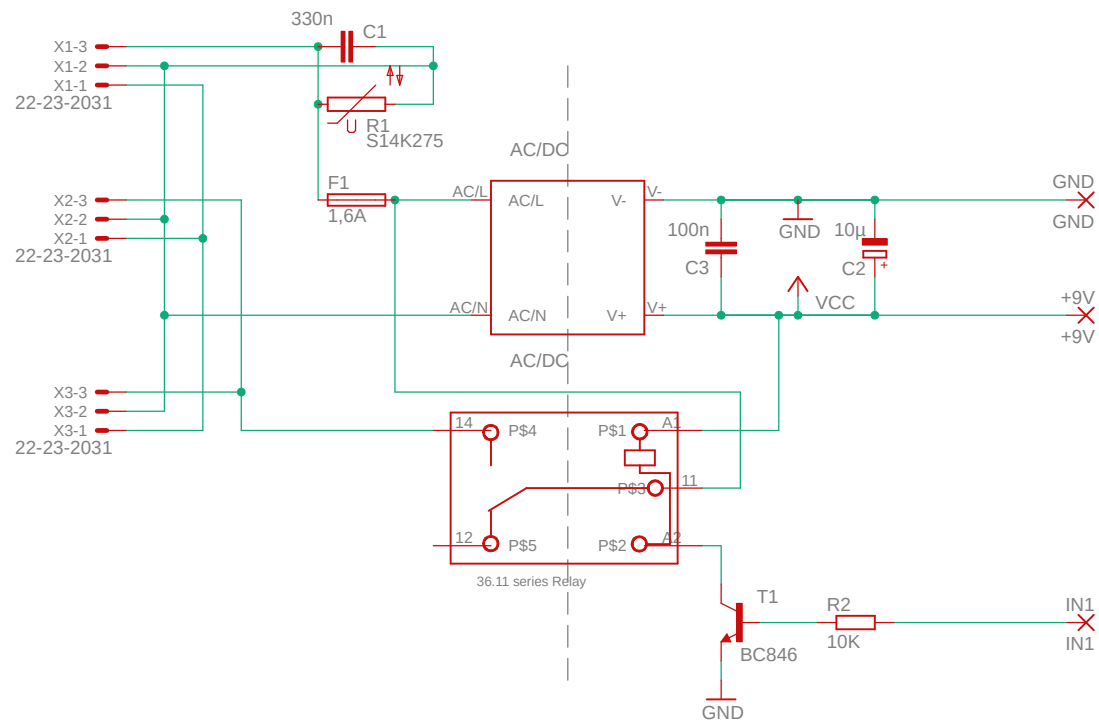 330n
C1
X1-3
X1-2
X1-1
22-23-2031
U
R1
S14K275
AC/DC
F1
1,6A
AC/L
AC/L
V-
V-
GND
GND
X2-3
X2-2
X2-1
22-23-2031
100n
C3
GND
10µ
C2
+
VCC
AC/N
AC/N
V+
V+
+9V
+9V
AC/DC
X3-3
X3-2
X3-1
22-23-2031
14
P$4
P$1
A1
P$3
11
12
P$5
P$2
A2
36.11 series Relay
T1
BC846
R2
10K
IN1
IN1
GND